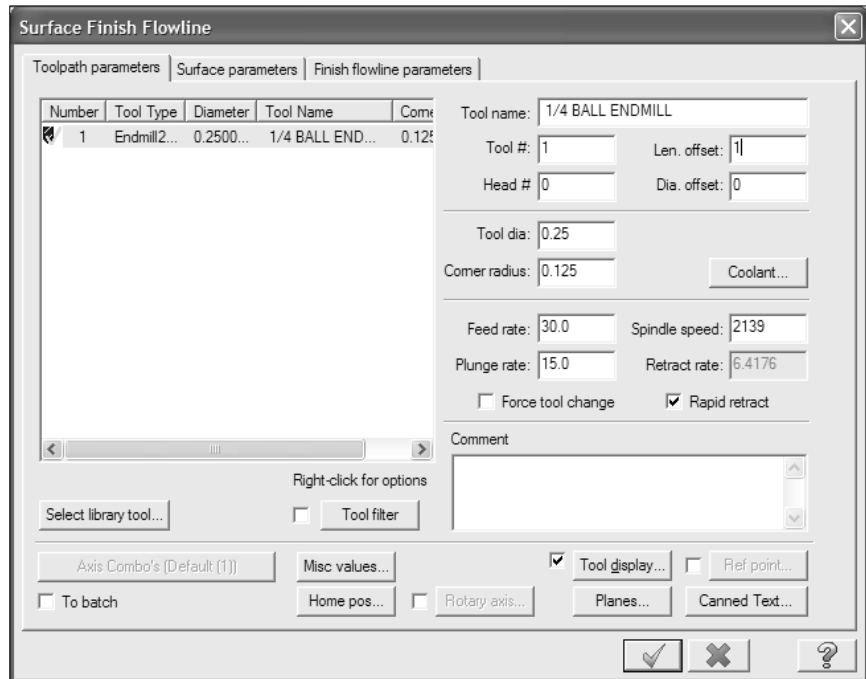 Surface Finish Flowline
Toolpath parameters Surface parameters Finish flowline parameters
Number Tool Type Diameter Tool Name Corne
1 Endmill2... 0.2500... 1/4 BALL END... 0.125
Tool name: 1/4 BALL ENDMILL
Tool #: 1 Len. offset: 1
Head # 0 Dia. offset: 0
Tool dia: 0.25
Corner radius: 0.125 Coolant...
Feed rate: 30.0 Spindle speed: 2139
Plunge rate: 15.0 Retract rate: 6.4176
Force tool change Rapid retract
Comment
Right-click for options
Select library tool... Tool filter
Axis Combo's (Default (1)) Misc values... Tool display... Ref point...
To batch Home pos... Rotary axis... Planes... Canned Text...